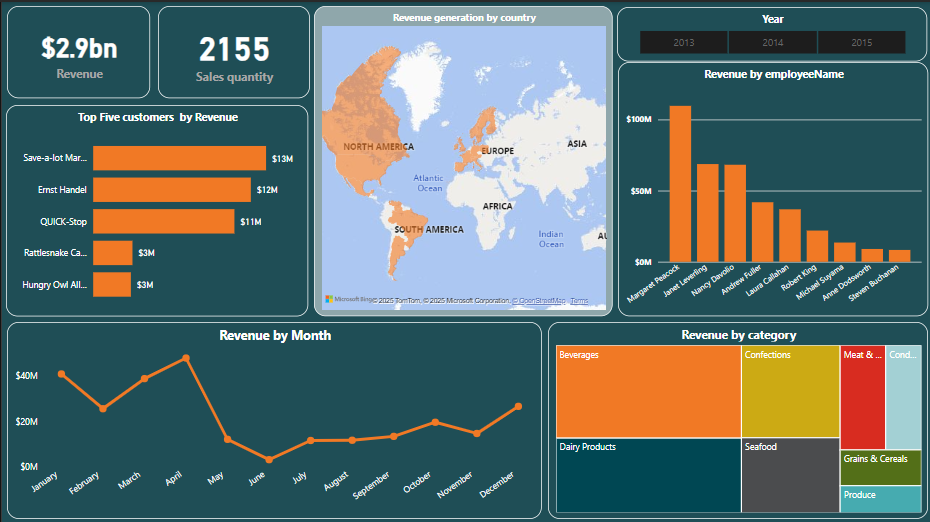 $2.9bn
Revenue
2155
Sales quantity
Revenue generation by country
NORTH AMERICA
EUROPE
ASIA
Atlantic
Ocean
AFRICA
SOUTH AMERICA
Indian
Ocean
AU
Microsoft Bing
© 2025 TomTom, © 2025 Microsoft Corporation, © OpenStreetMap Terms
Year
2013
2014
2015
Top Five customers by Revenue
Save-a-lot Mar...
$13M
Ernst Handel
$12M
QUICK-Stop
$11M
Rattlesnake Ca...
$3M
Hungry Owl All...
$3M
Revenue by employeeName
$100M
$50M
$0M
Margaret Peacock
Janet Leverling
Nancy Davolio
Andrew Fuller
Laura Callahan
Robert King
Michael Suyama
Anne Dodsworth
Steven Buchanan
Revenue by Month
$40M
$20M
$0M
January
February
March
April
May
June
July
August
September
October
November
December
Revenue by category
Beverages
Confections
Meat & ...
Cond...
Dairy Products
Seafood
Grains & Cereals
Produce